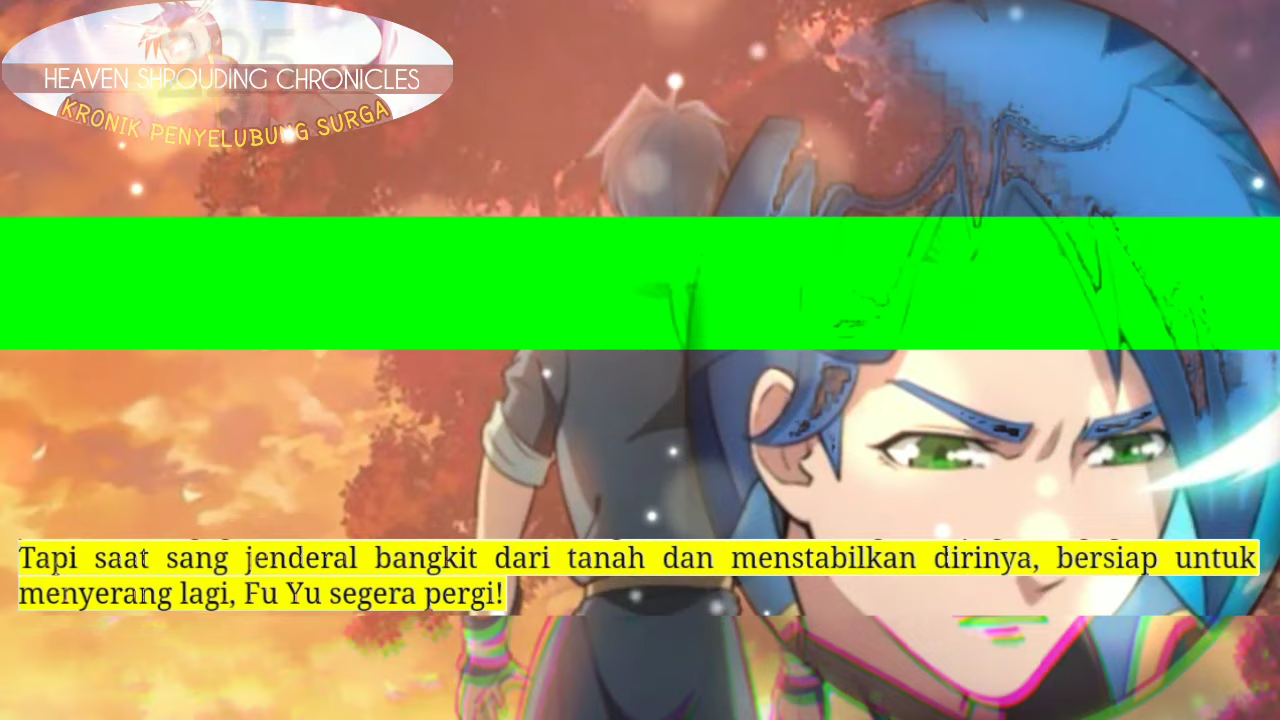 HEAVEN SHROUDING CHRONICLES
KRONIK PENYELUBUNG SURGA
Tapi saat sang jenderal bangkit dari tanah dan menstabilkan dirinya, bersiap untuk
menyerang lagi, Fu Yu segera pergi!